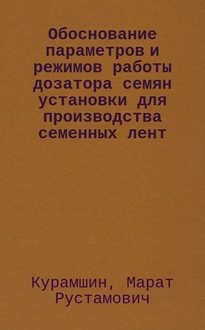 Обоснование
параметров и
режимов работы
дозатора семян
установки для
производства
семенных лент
Курамшин, Марат
Рустамович